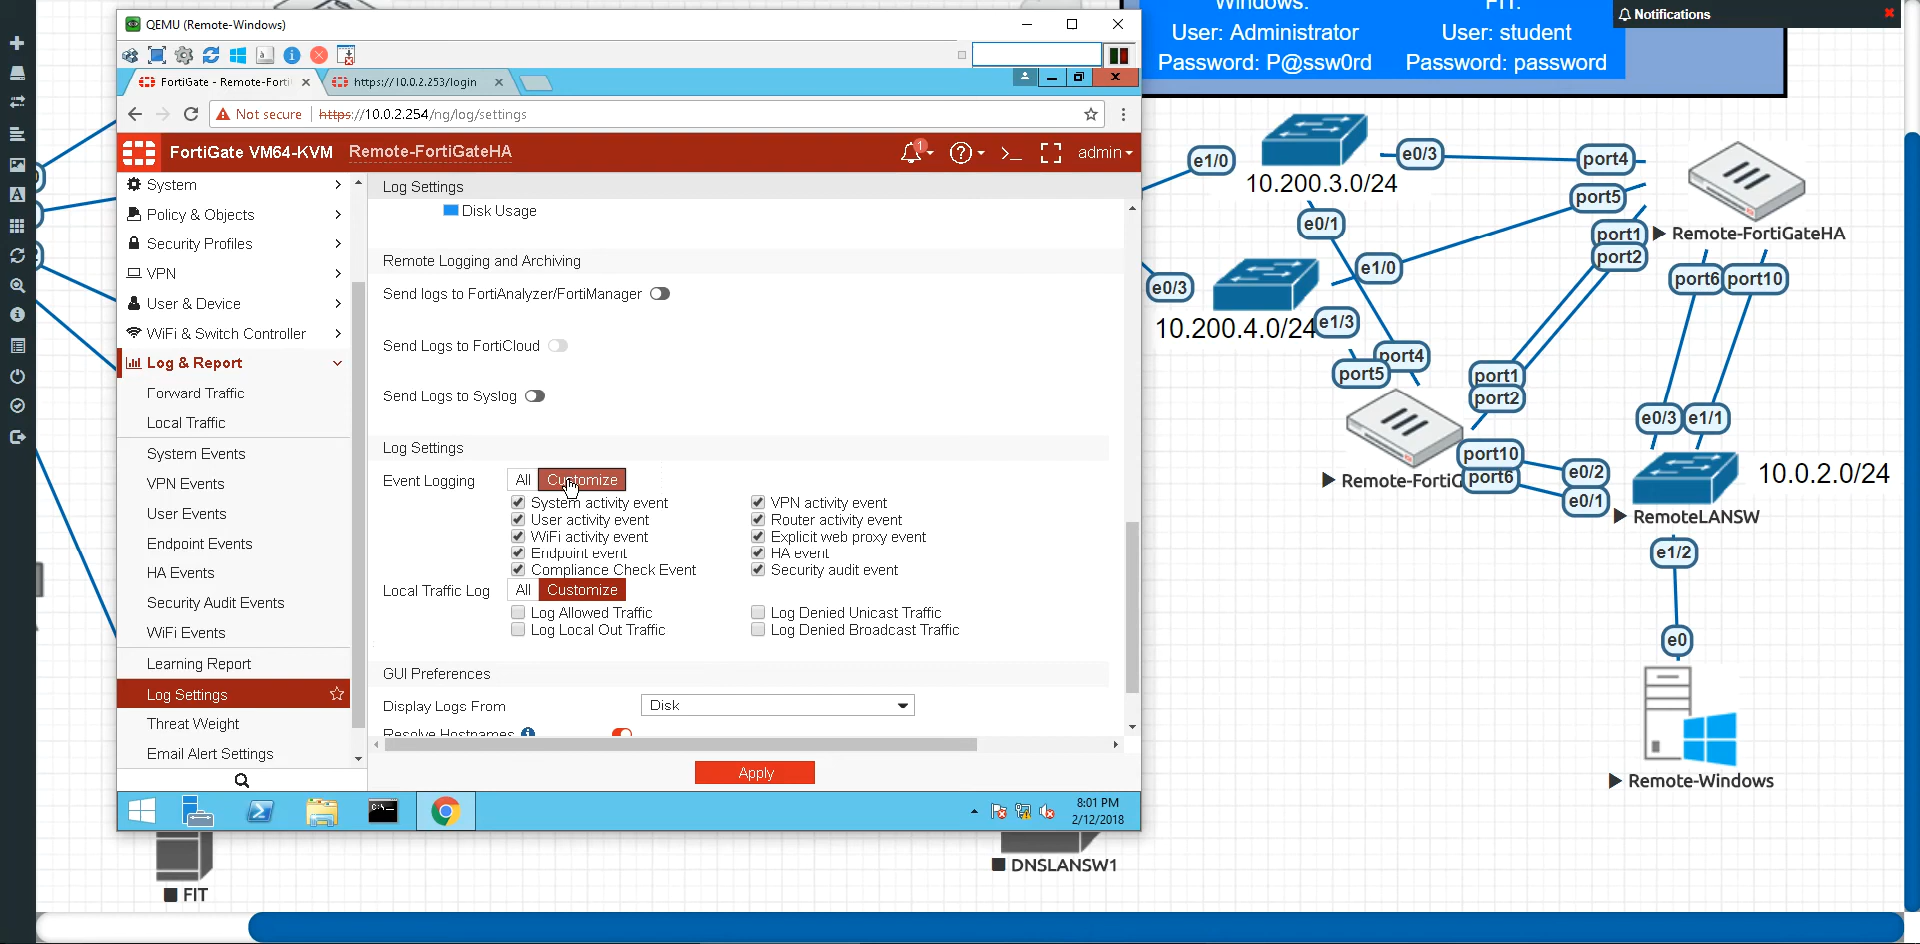 Windows:
FIT:
User: Administrator
User: student
Password: P@ssw0rd
Password: password
Notifications
QEMU (Remote-Windows)
FortiGate - Remote-Forti
https://10.0.2.253/login
Not secure
https://10.0.2.254/ng/log/settings
FortiGate VM64-KVM
Remote-FortiGateHA
1
admin
System
Policy & Objects
Security Profiles
VPN
User & Device
WiFi & Switch Controller
Log & Report
Forward Traffic
Local Traffic
System Events
VPN Events
User Events
Endpoint Events
HA Events
Security Audit Events
WiFi Events
Learning Report
Log Settings
Threat Weight
Email Alert Settings
Log Settings
Disk Usage
Remote Logging and Archiving
Send logs to FortiAnalyzer/FortiManager
Send Logs to FortiCloud
Send Logs to Syslog
Log Settings
Event Logging
All
Customize
System activity event
VPN activity event
User activity event
Router activity event
WiFi activity event
Explicit web proxy event
Endpoint event
HA event
Compliance Check Event
Security audit event
Local Traffic Log
All
Customize
Log Allowed Traffic
Log Denied Unicast Traffic
Log Local Out Traffic
Log Denied Broadcast Traffic
GUI Preferences
Display Logs From
Disk
Resolve Hostnames
Apply
8:01 PM
2/12/2018
e1/0
e0/3
port4
10.200.3.0/24
port5
e0/1
port1
Remote-FortiGateHA
port2
e1/0
e0/3
port6
port10
10.200.4.0/24
e1/3
port4
port5
port1
port2
e0/3
e1/1
port10
Remote-FortiG
port6
e0/2
e0/1
10.0.2.0/24
RemoteLANSW
e1/2
e0
Remote-Windows
FIT
DNSLANSW1